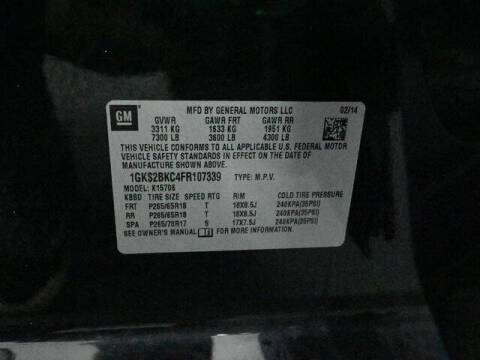 GM
MFD BY GENERAL MOTORS LLC 02/14
GVWR GAWR FRT GAWR RR
3311 KG 1633 KG 1951 KG
7300 LB 3600 LB 4300 LB
THIS VEHICLE CONFORMS TO ALL APPLICABLE U.S. FEDERAL MOTOR
VEHICLE SAFETY STANDARDS IN EFFECT ON THE DATE OF
MANUFACTURE SHOWN ABOVE.
1GKS2BKC4FR107339 TYPE: M.P.V.
MODEL: K15706
TIRE SIZE SPEED RTG RIM COLD TIRE PRESSURE
FRT P265/65R18 T 18X8.5J 240KPA(35PSI)
RR P265/65R18 T 18X8.5J 240KPA(35PSI)
SPA P265/70R17 S 17X7.5J 240KPA(35PSI)
SEE OWNER'S MANUAL FOR MORE INFORMATION.